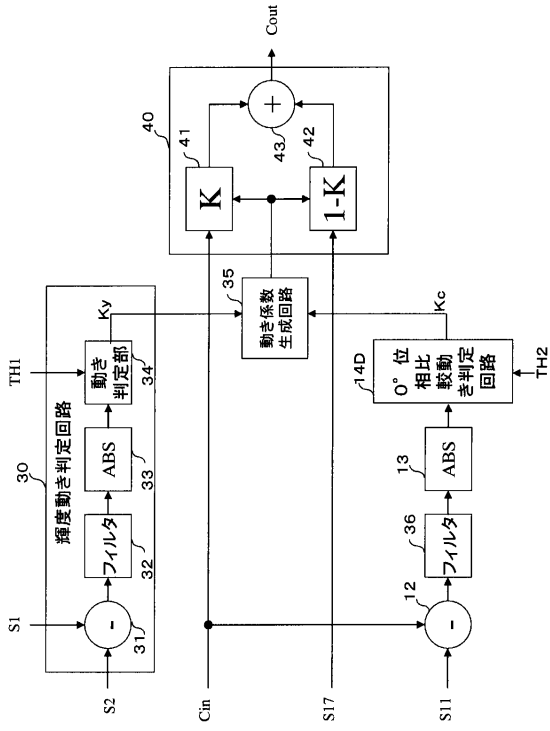 30
輝度動き判定回路
S1
TH1
S2
-
31
フィルタ
32
ABS
33
動き
判定部
34
Ky
Cin
S17
35
動き係数
生成回路
40
K
41
1-K
42
+
43
Cout
S11
-
12
フィルタ
36
ABS
13
0°位
相比
較動
き判定
回路
14D
TH2
Kc